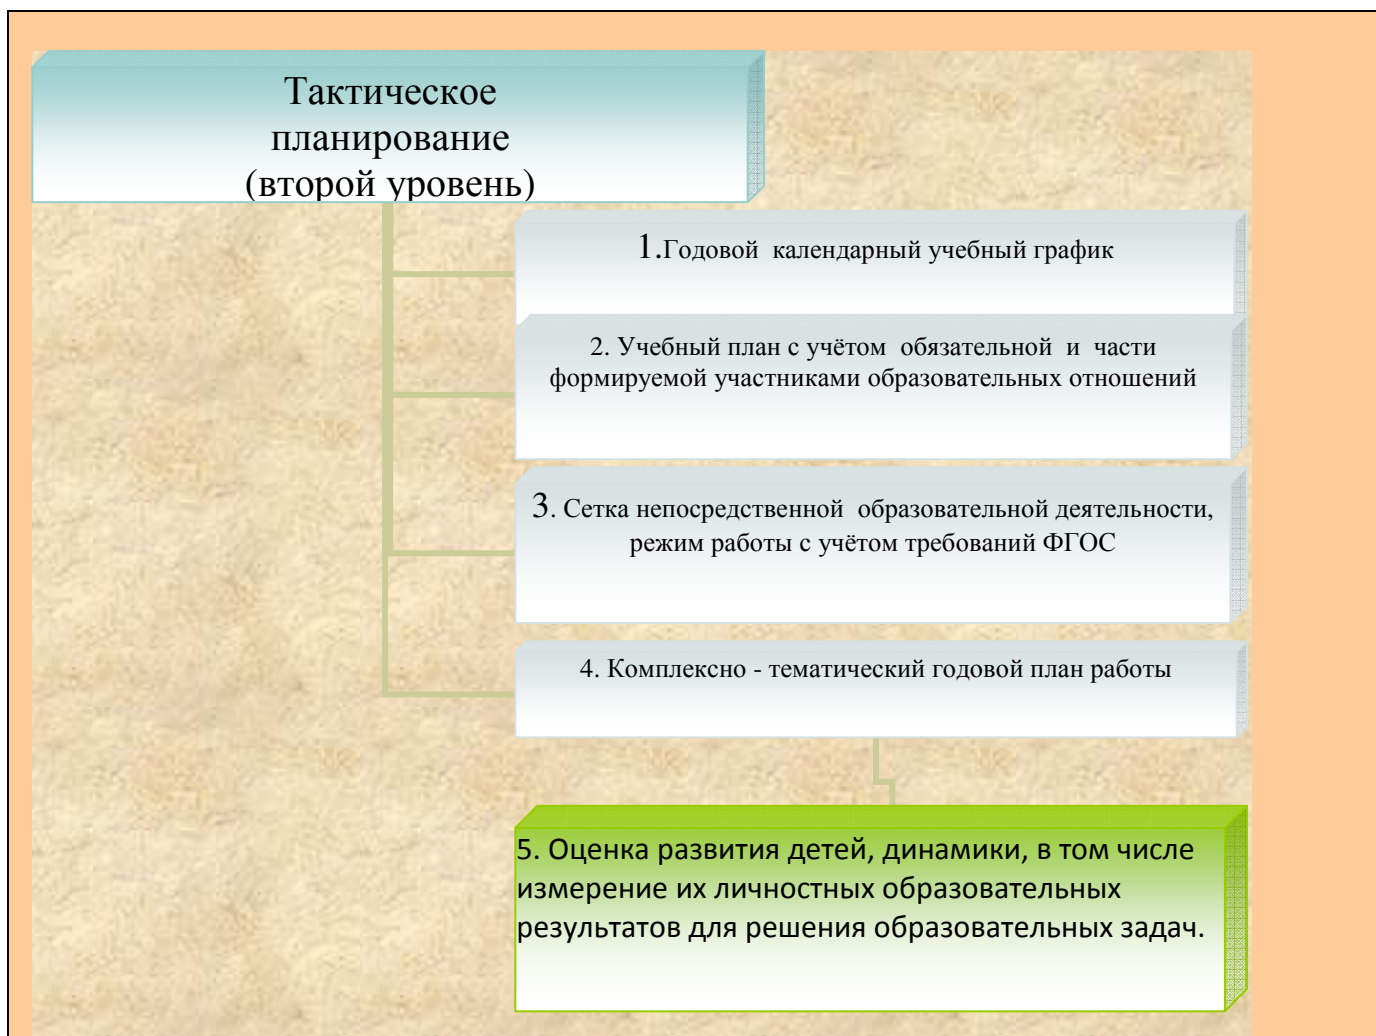 Тактическое
планирование
(второй уровень)
1.Годовой календарный учебный график
2. Учебный план с учётом обязательной и части
формируемой участниками образовательных отношений
3. Сетка непосредственной образовательной деятельности,
режим работы с учётом требований ФГОС
4. Комплексно - тематический годовой план работы
5. Оценка развития детей, динамики, в том числе
измерение их личностных образовательных
результатов для решения образовательных задач.